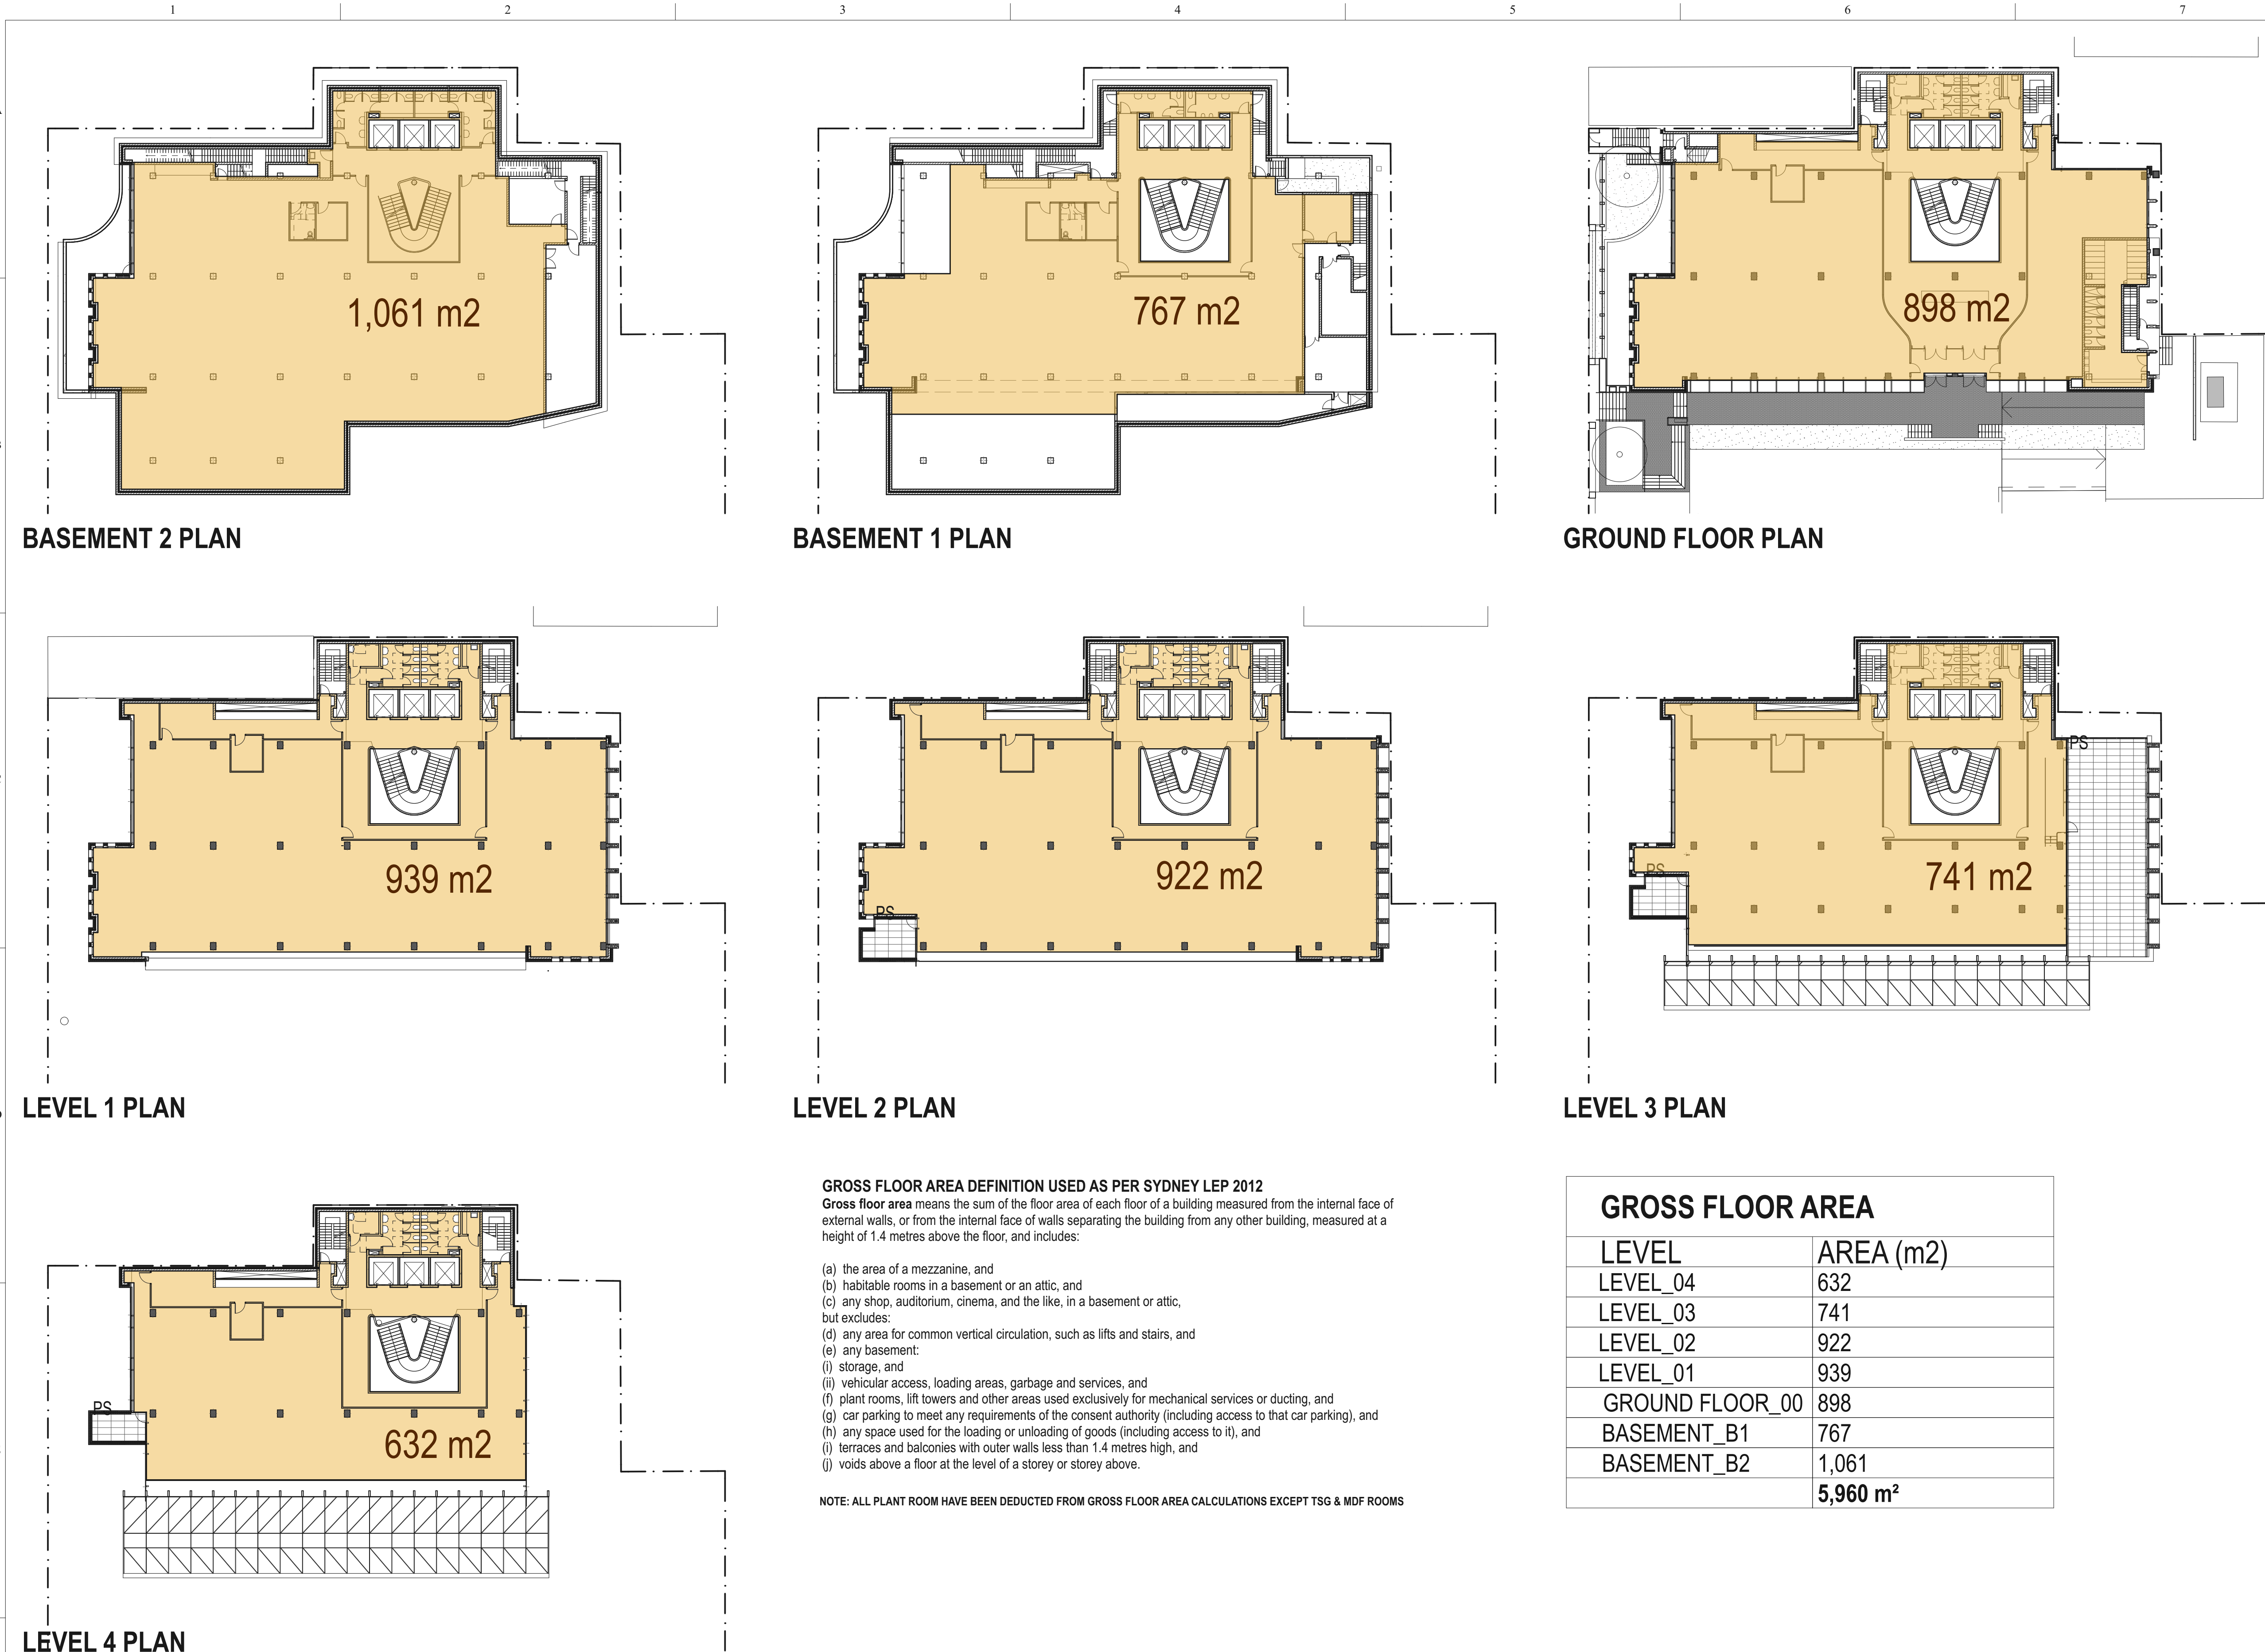 1 2 3 4 5 6 7
1,061 m2
767 m2
898 m2
BASEMENT 2 PLAN
BASEMENT 1 PLAN
GROUND FLOOR PLAN
939 m2
PS
922 m2
PS
PS
741 m2
LEVEL 1 PLAN
LEVEL 2 PLAN
LEVEL 3 PLAN
PS
632 m2
LEVEL 4 PLAN
GROSS FLOOR AREA DEFINITION USED AS PER SYDNEY LEP 2012
Gross floor area means the sum of the floor area of each floor of a building measured from the internal face of
external walls, or from the internal face of walls separating the building from any other building, measured at a
height of 1.4 metres above the floor, and includes:
(a) the area of a mezzanine, and
(b) habitable rooms in a basement or an attic, and
(c) any shop, auditorium, cinema, and the like, in a basement or attic,
but excludes:
(d) any area for common vertical circulation, such as lifts and stairs, and
(e) any basement:
(i) storage, and
(ii) vehicular access, loading areas, garbage and services, and
(f) plant rooms, lift towers and other areas used exclusively for mechanical services or ducting, and
(g) car parking to meet any requirements of the consent authority (including access to that car parking), and
(h) any space used for the loading or unloading of goods (including access to it), and
(i) terraces and balconies with outer walls less than 1.4 metres high, and
(j) voids above a floor at the level of a storey or storey above.
NOTE: ALL PLANT ROOM HAVE BEEN DEDUCTED FROM GROSS FLOOR AREA CALCULATIONS EXCEPT TSG & MDF ROOMS
GROSS FLOOR AREA
LEVEL AREA (m2)
LEVEL_04 632
LEVEL_03 741
LEVEL_02 922
LEVEL_01 939
GROUND FLOOR_00 898
BASEMENT_B1 767
BASEMENT_B2 1,061
5,960 m²